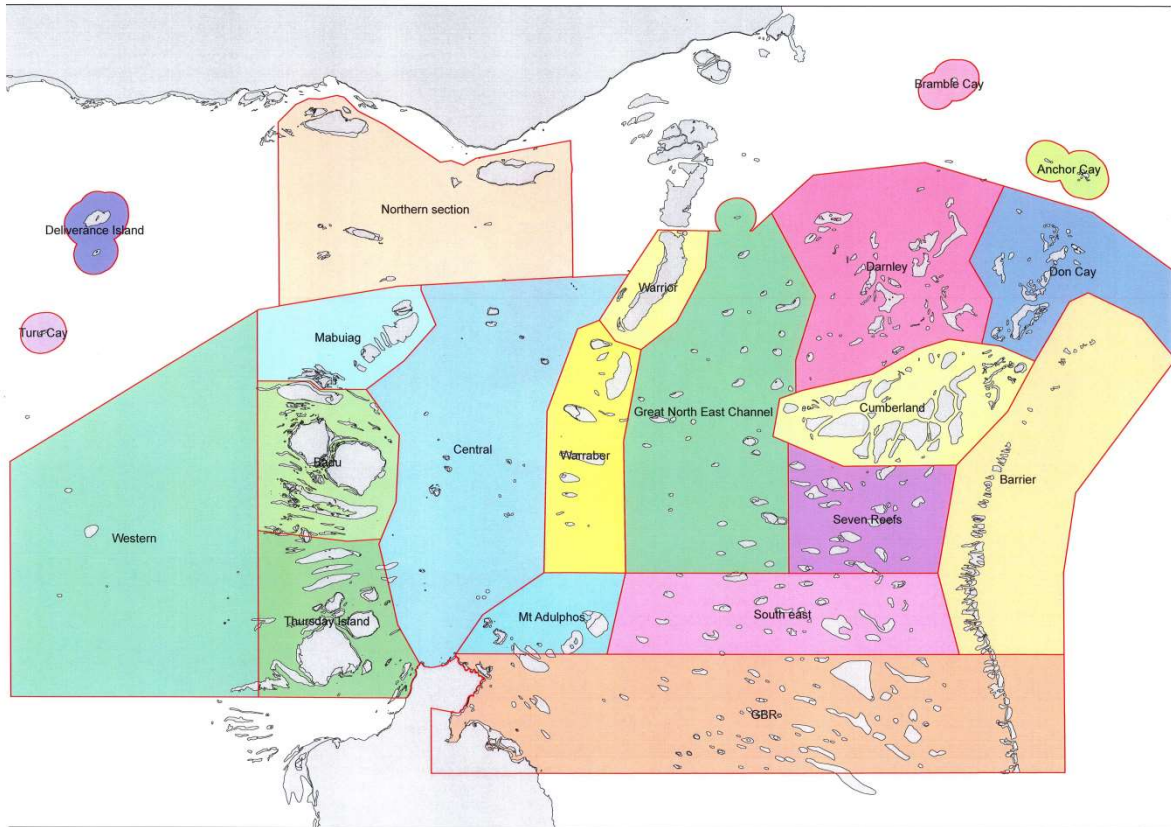 Bramble Cay
Anchor Cay
Northern section
Deliverance Island
Darnley
Don Cay
Warrior
Turu Cay
Mabuiag
Great North East Channel
Cumberland
Central
Warraber
Badu
Barrier
Seven Reefs
Western
Mt Adulphos
South east
Thursday Island
GBR